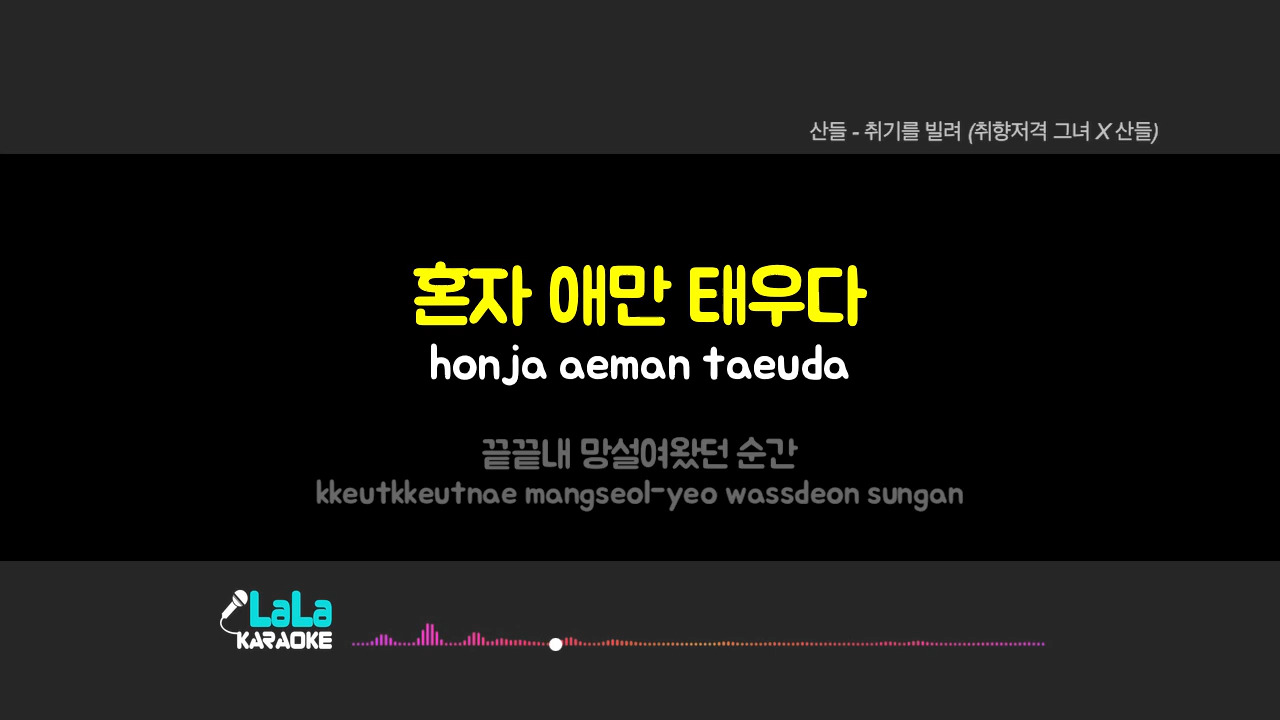 산들 - 취기를 빌려 (취향저격 그녀 X 산들)
혼자 애만 태우다
honja aeman taeuda
끝끝내 망설여왔던 순간
kkeutkkeutnae mangseol-yeo wassdeon sungan
LaLa
KARAOKE